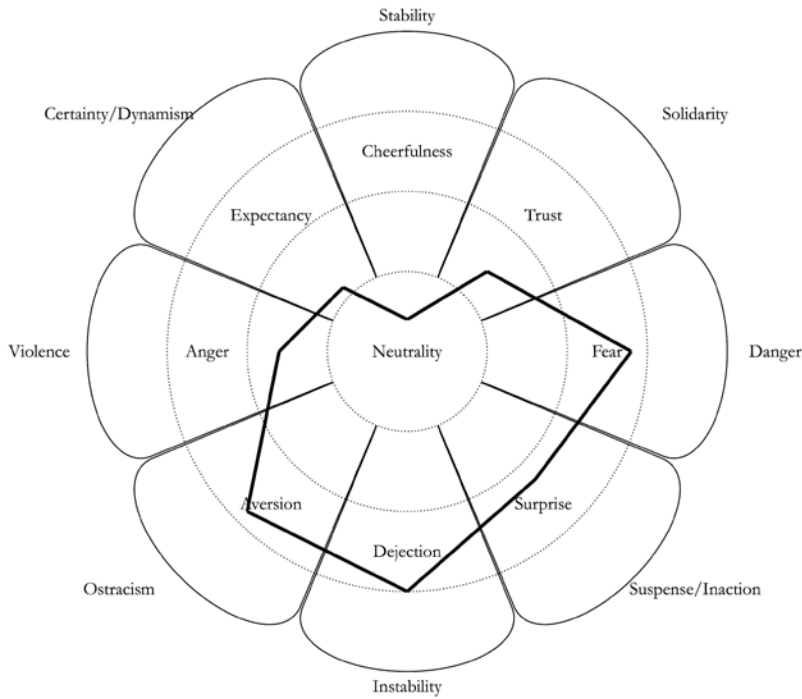 Stability
Certainty/Dynamism
Solidarity
Cheerfulness
Expectancy
Trust
Violence
Anger
Neutrality
Fear
Danger
Aversion
Surprise
Dejection
Ostracism
Suspense/Inaction
Instability